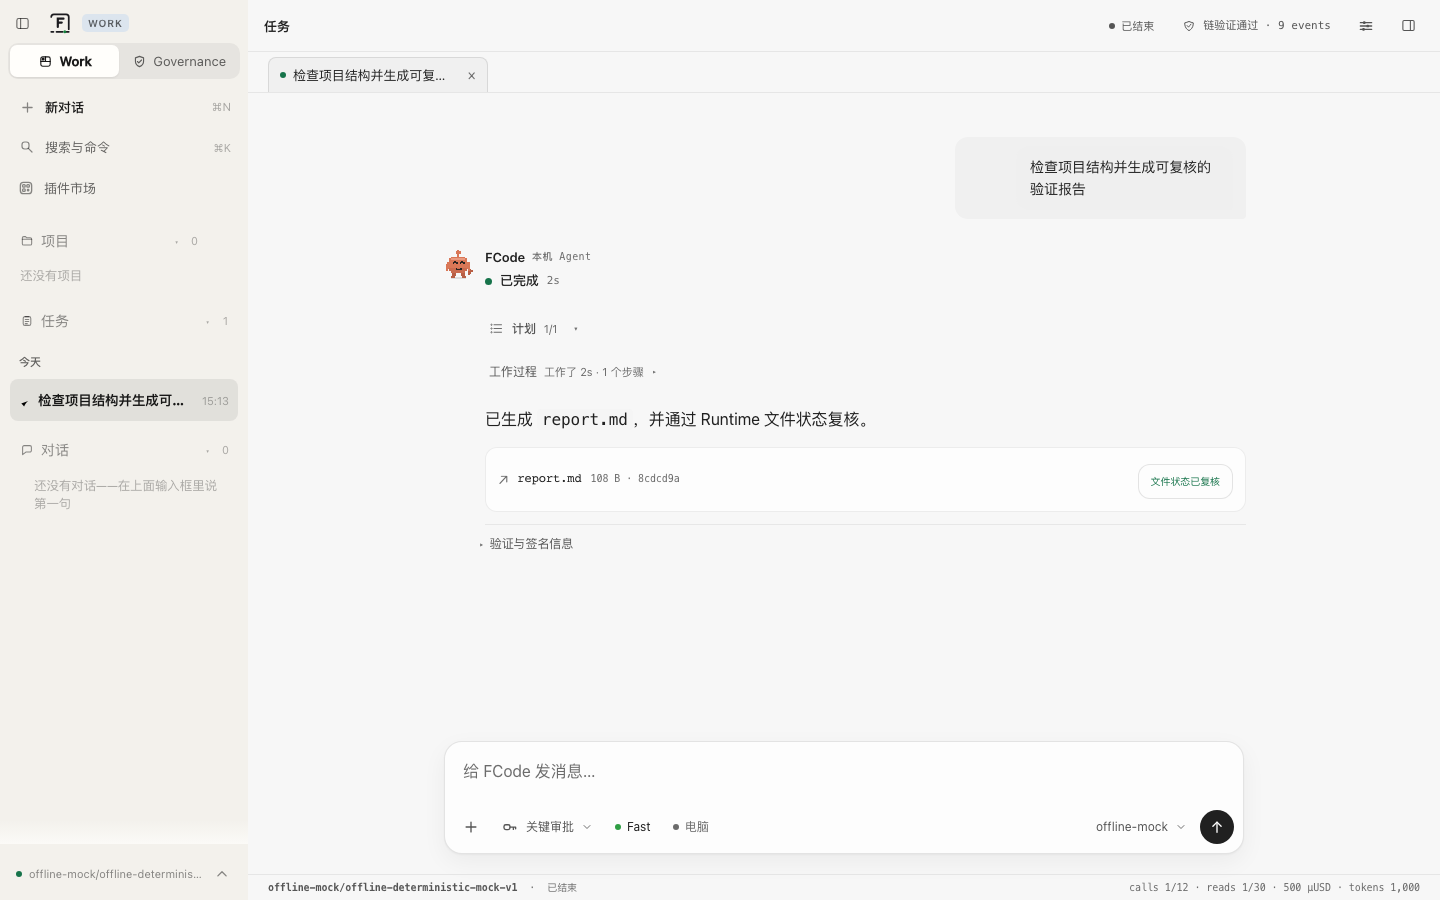 F
WORK
任务
已结束
链验证通过 · 9 events
Work
Governance
检查项目结构并生成可复... ×
新对话 ⌘N
搜索与命令 ⌘K
插件市场
项目 · 0
还没有项目
任务 · 1
今天
检查项目结构并生成可... 15:13
对话 · 0
还没有对话——在上面输入框里说
第一句
offline-mock/offline-determinis...
检查项目结构并生成可复核的
验证报告
FCode 本机 Agent
已完成 2s
计划 1/1
工作过程 工作了 2s · 1 个步骤
已生成 report.md ，并通过 Runtime 文件状态复核。
report.md 108 B · 8cdcd9a
文件状态已复核
验证与签名信息
给 FCode 发消息...
关键审批
Fast
电脑
offline-mock
offline-mock/offline-deterministic-mock-v1 · 已结束
calls 1/12 · reads 1/30 · 500 μUSD · tokens 1,000